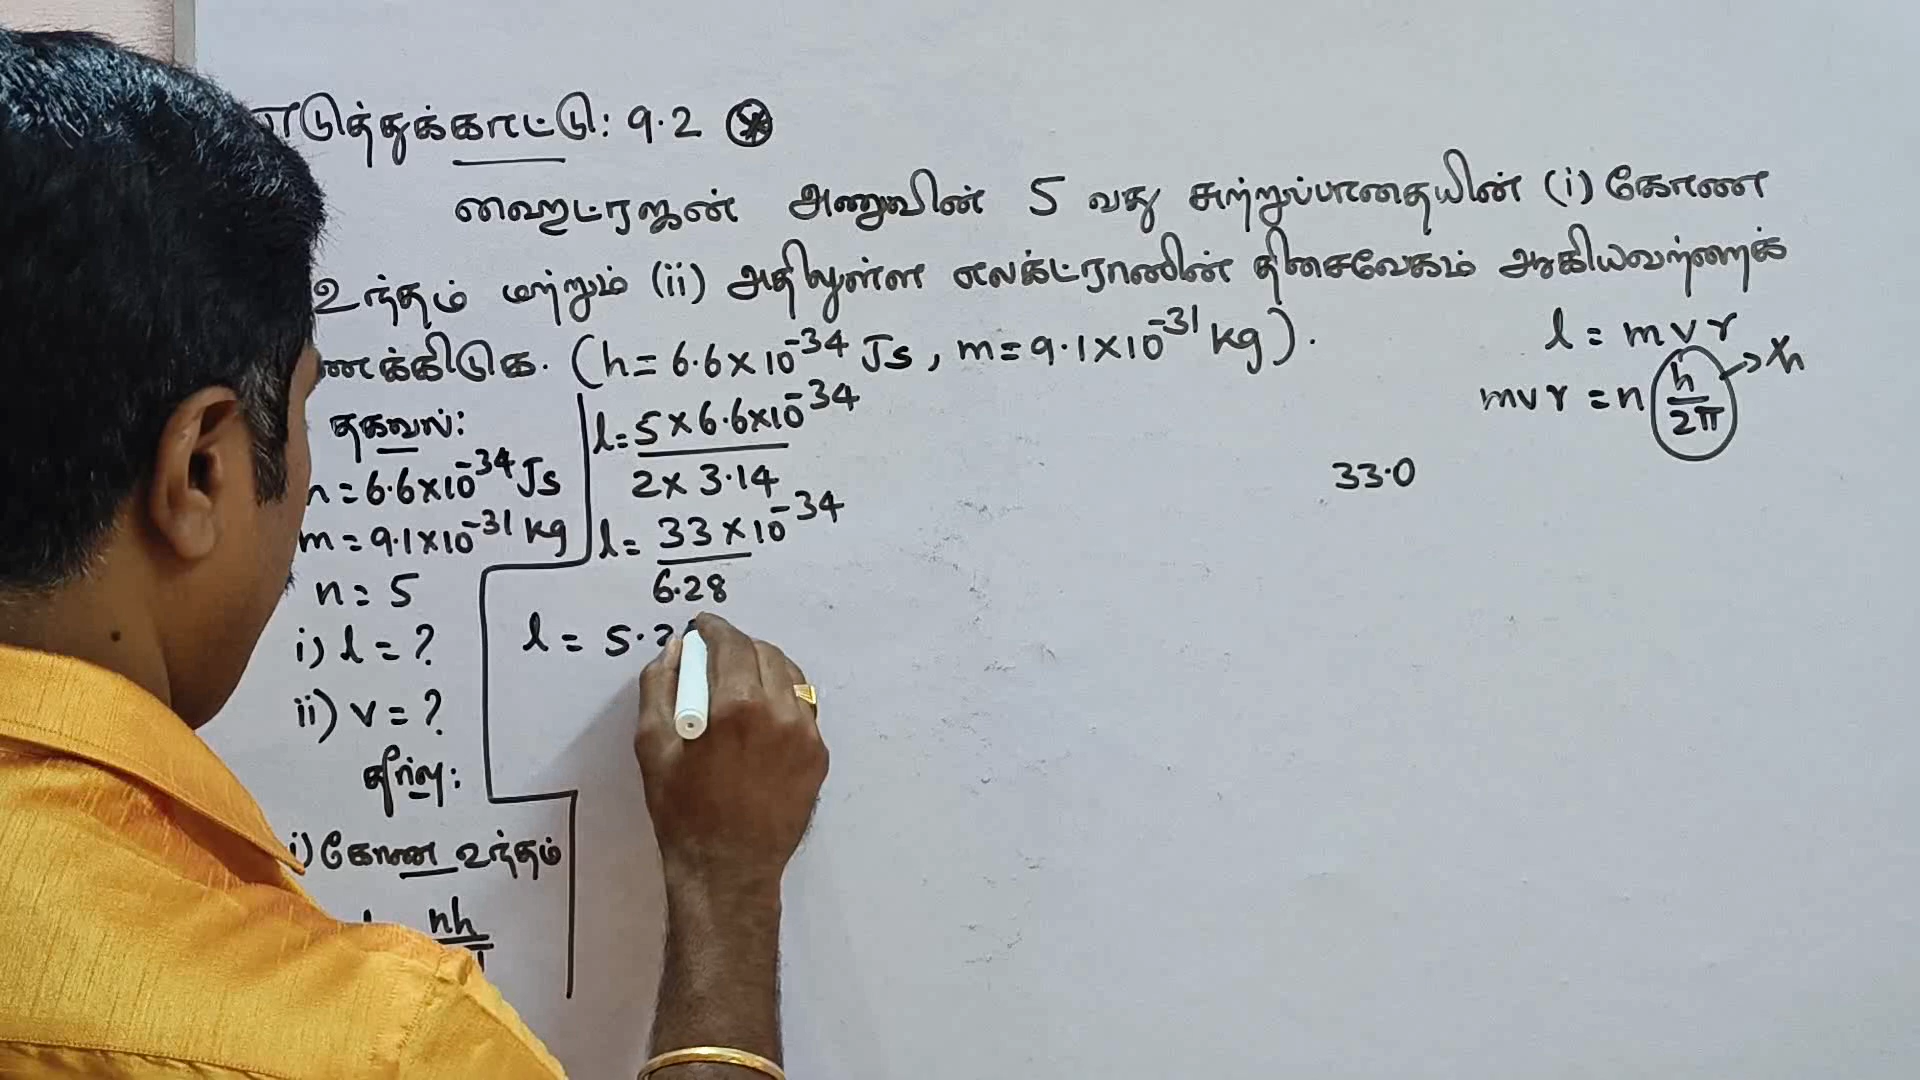 எடுத்துக்காட்டு: 9.2
ஹைட்ரஜன் அணுவின் 5 வது சுற்றுப்பாதையின் (i) கோண
உந்தம் மற்றும் (ii) அதிலுள்ள எலக்ட்ரானின் திசைவேகம் ஆகியவற்றைக்
ணக்கிடுக. (h = 6.6 × 10⁻³⁴ Js, m = 9.1 × 10⁻³¹ kg).
தகவல்:
h = 6.6 × 10⁻³⁴ Js
m = 9.1 × 10⁻³¹ kg
n = 5
i) l = ?
ii) v = ?
தீர்வு:
i) கோண உந்தம்
nh
l = 5 × 6.6 × 10⁻³⁴
2 × 3.14
l = 33 × 10⁻³⁴
6.28
l = 5.2
l = m v r
mvr = n h/2π → ħ
33.0